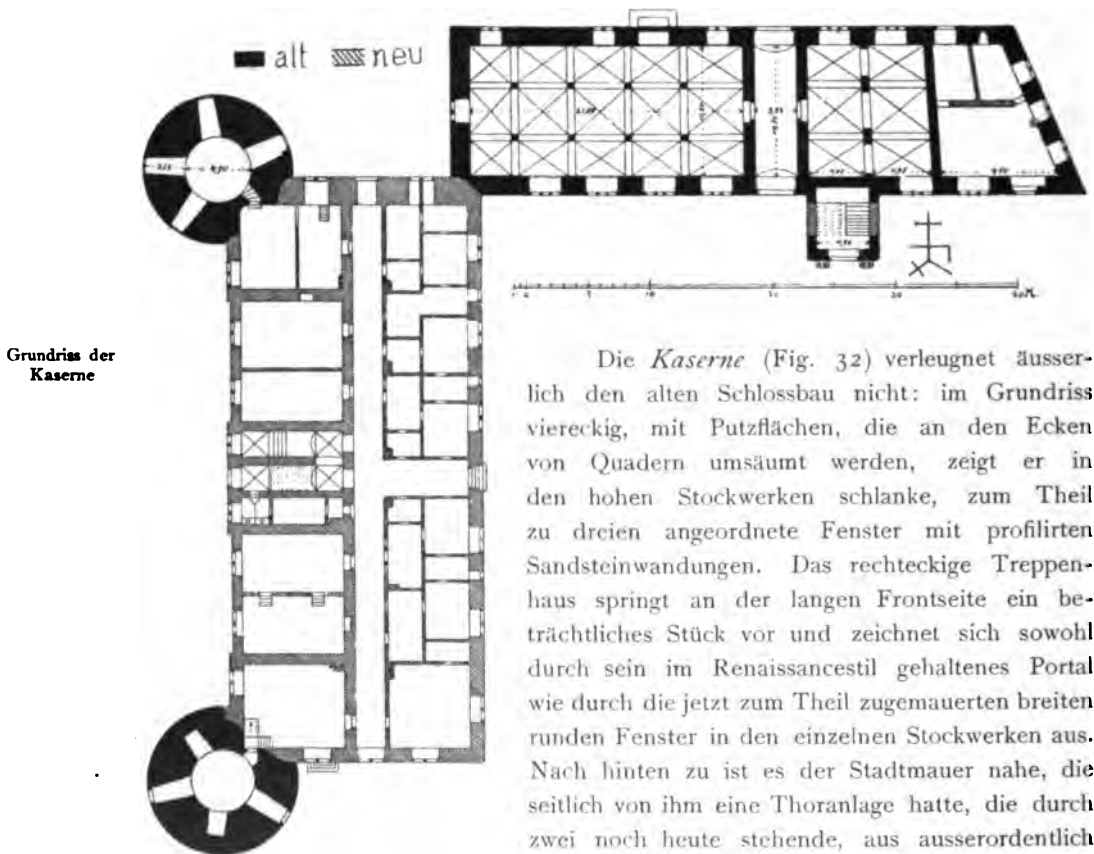 alt neu
Grundriss der
Kaserne
Die Kaserne (Fig. 32) verleugnet äusser-
lich den alten Schlossbau nicht: im Grundriss
viereckig, mit Putzflächen, die an den Ecken
von Quadern umsäumt werden, zeigt er in
den hohen Stockwerken schlanke, zum Theil
zu dreien angeordnete Fenster mit profilirten
Sandsteinwandungen. Das rechteckige Treppen-
haus springt an der langen Frontseite ein be-
trächtliches Stück vor und zeichnet sich sowohl
durch sein im Renaissancestil gehaltenes Portal
wie durch die jetzt zum Theil zugemauerten breiten
runden Fenster in den einzelnen Stockwerken aus.
Nach hinten zu ist es der Stadtmauer nahe, die
seitlich von ihm eine Thoranlage hatte, die durch
zwei noch heute stehende, aus ausserordentlich